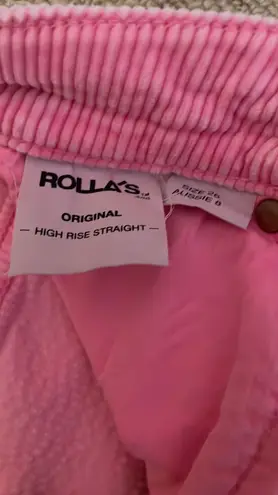 ROLLA'S
ORIGINAL
— HIGH RISE STRAIGHT —
SIZE 26
AUSSIE 8